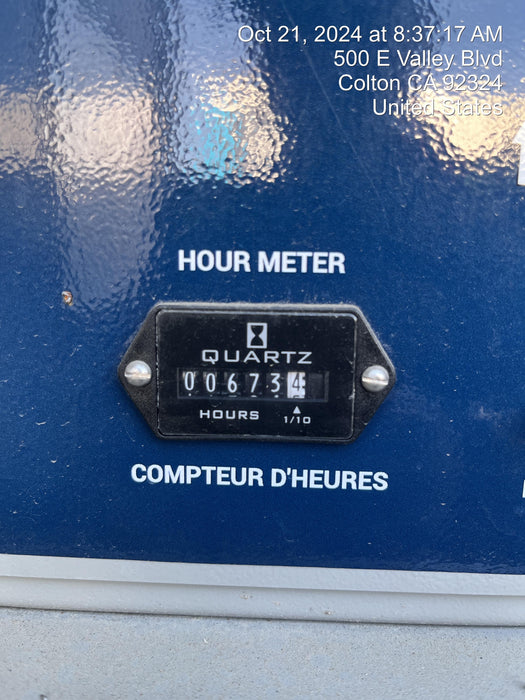 Oct 21, 2024 at 8:37:17 AM
500 E Valley Blvd
Colton CA 92324
United States
HOUR METER
QUARTZ
006734
HOURS
1/10
COMPTEUR D'HEURES